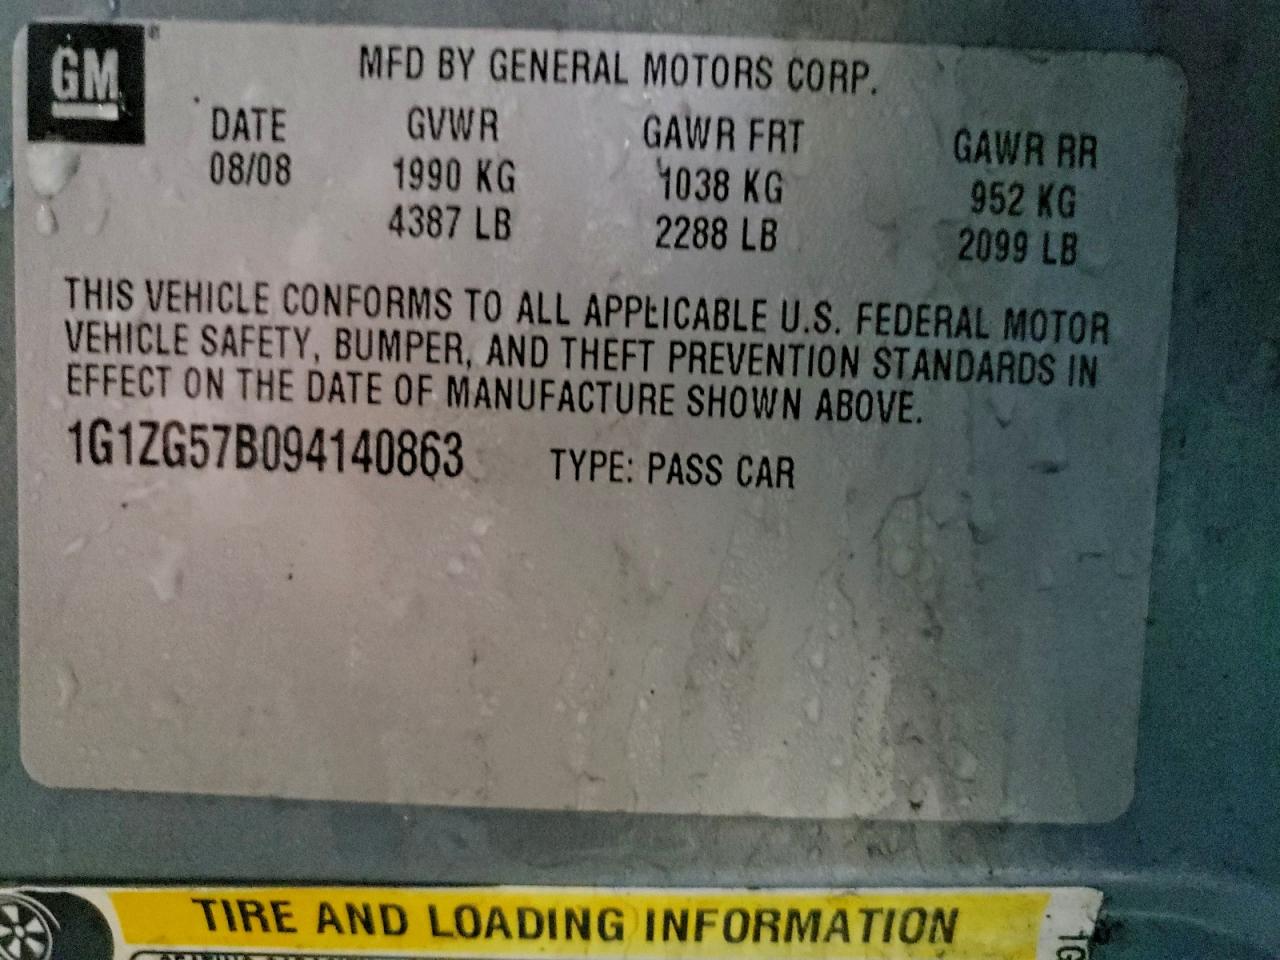 GM
MFD BY GENERAL MOTORS CORP.
DATE GVWR GAWR FRT GAWR RR
08/08 1990 KG 1038 KG 952 KG
4387 LB 2288 LB 2099 LB
THIS VEHICLE CONFORMS TO ALL APPLICABLE U.S. FEDERAL MOTOR
VEHICLE SAFETY, BUMPER, AND THEFT PREVENTION STANDARDS IN
EFFECT ON THE DATE OF MANUFACTURE SHOWN ABOVE.
1G1ZG57B094140863 TYPE: PASS CAR
TIRE AND LOADING INFORMATION
1G